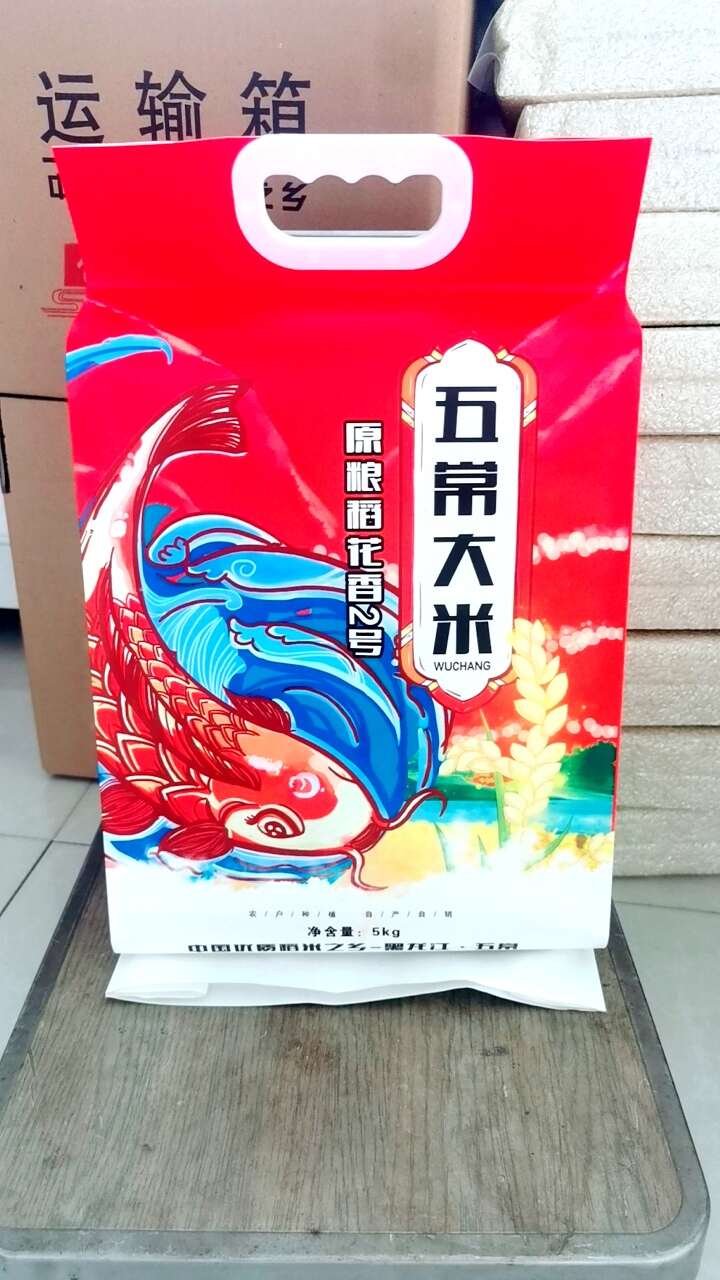 运输箱
之乡
五常大米
WUCHANG
原粮稻花香2号
农/户/种/植 自/产/自/销
净含量：5kg
中国优质稻米之乡-黑龙江·五常